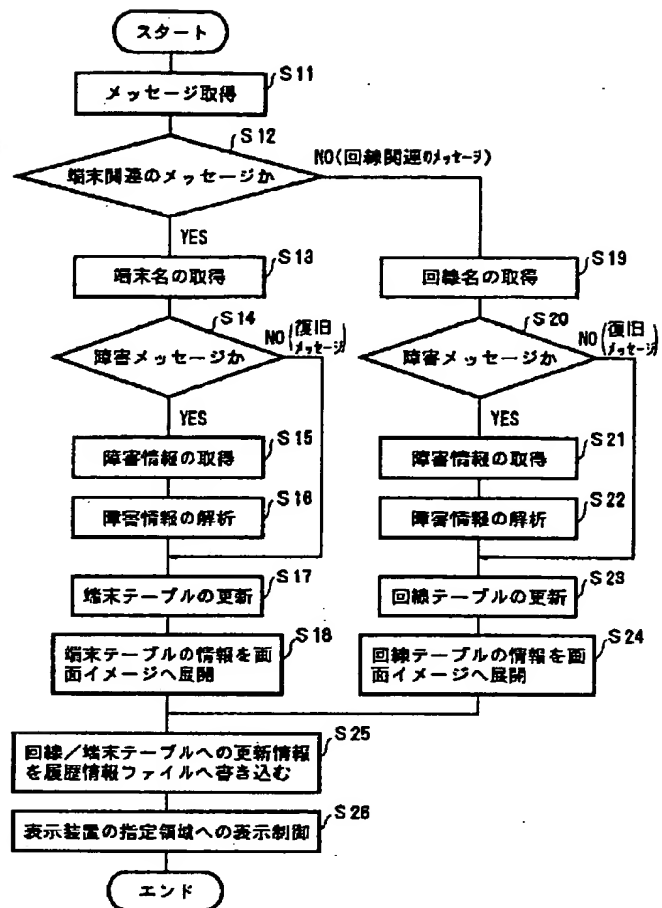 スタート
S11
メッセージ取得
S12
端末関連のメッセージか
NO(回線関連のメッセージ)
YES
S13
端末名の取得
S14
障害メッセージか
NO(復旧メッセージ)
YES
S15
障害情報の取得
S16
障害情報の解析
S17
端末テーブルの更新
S18
端末テーブルの情報を画
面イメージへ展開
S19
回線名の取得
S20
障害メッセージか
NO(復旧メッセージ)
YES
S21
障害情報の取得
S22
障害情報の解析
S23
回線テーブルの更新
S24
回線テーブルの情報を画
面イメージへ展開
S25
回線/端末テーブルへの更新情報
を履歴情報ファイルへ書き込む
S26
表示装置の指定領域への表示制御
エンド